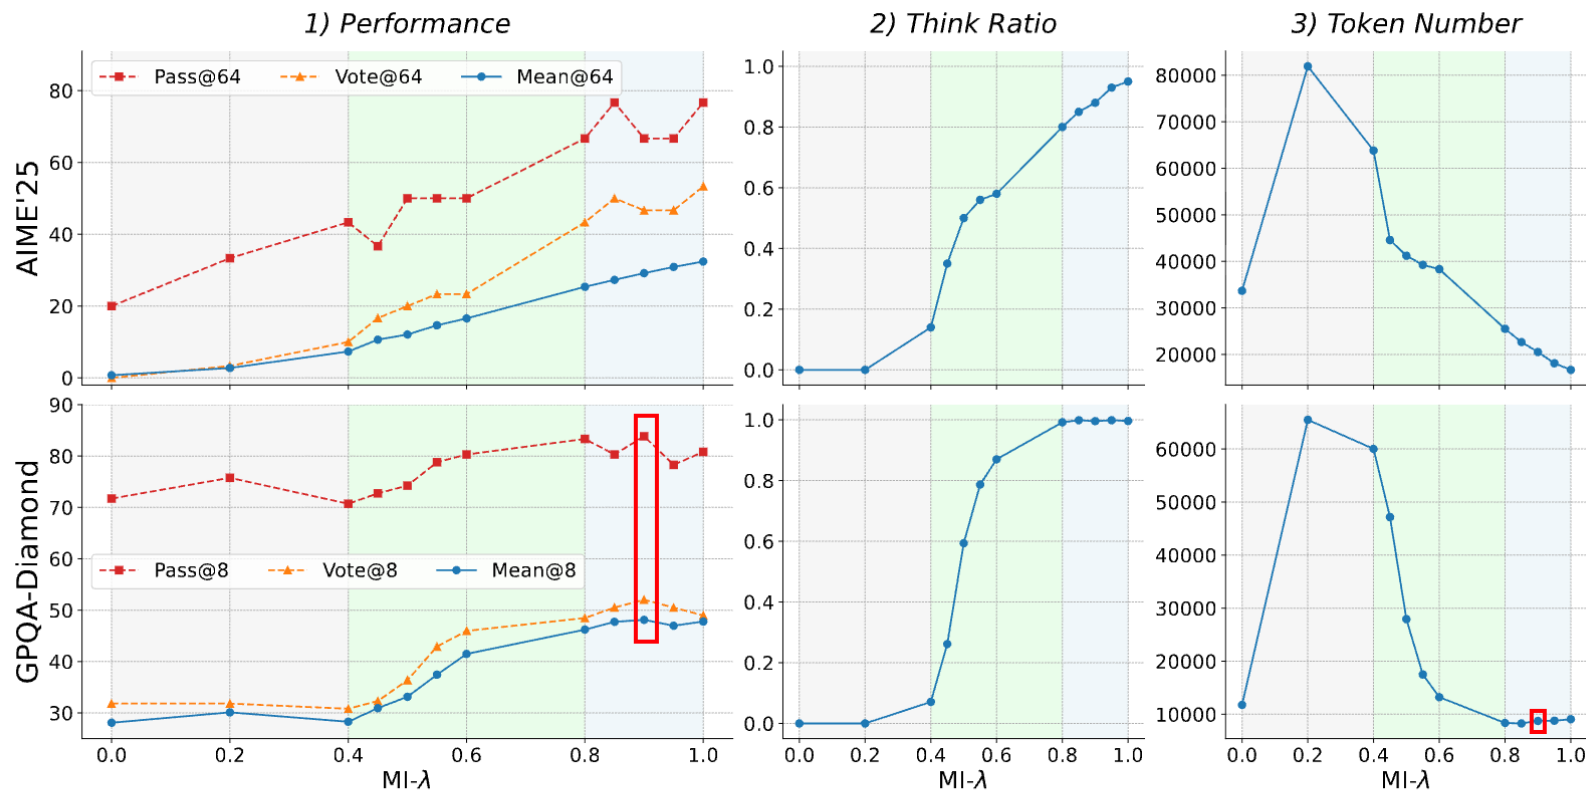 1) Performance
2) Think Ratio
3) Token Number
AIME'25
Pass@64 Vote@64 Mean@64
80
60
40
20
0
1.0
0.8
0.6
0.4
0.2
0.0
80000
70000
60000
50000
40000
30000
20000
GPQA-Diamond
Pass@8 Vote@8 Mean@8
90
80
70
60
50
40
30
0.0 0.2 0.4 0.6 0.8 1.0
MI-λ
1.0
0.8
0.6
0.4
0.2
0.0
0.0 0.2 0.4 0.6 0.8 1.0
MI-λ
60000
50000
40000
30000
20000
10000
0.0 0.2 0.4 0.6 0.8 1.0
MI-λ